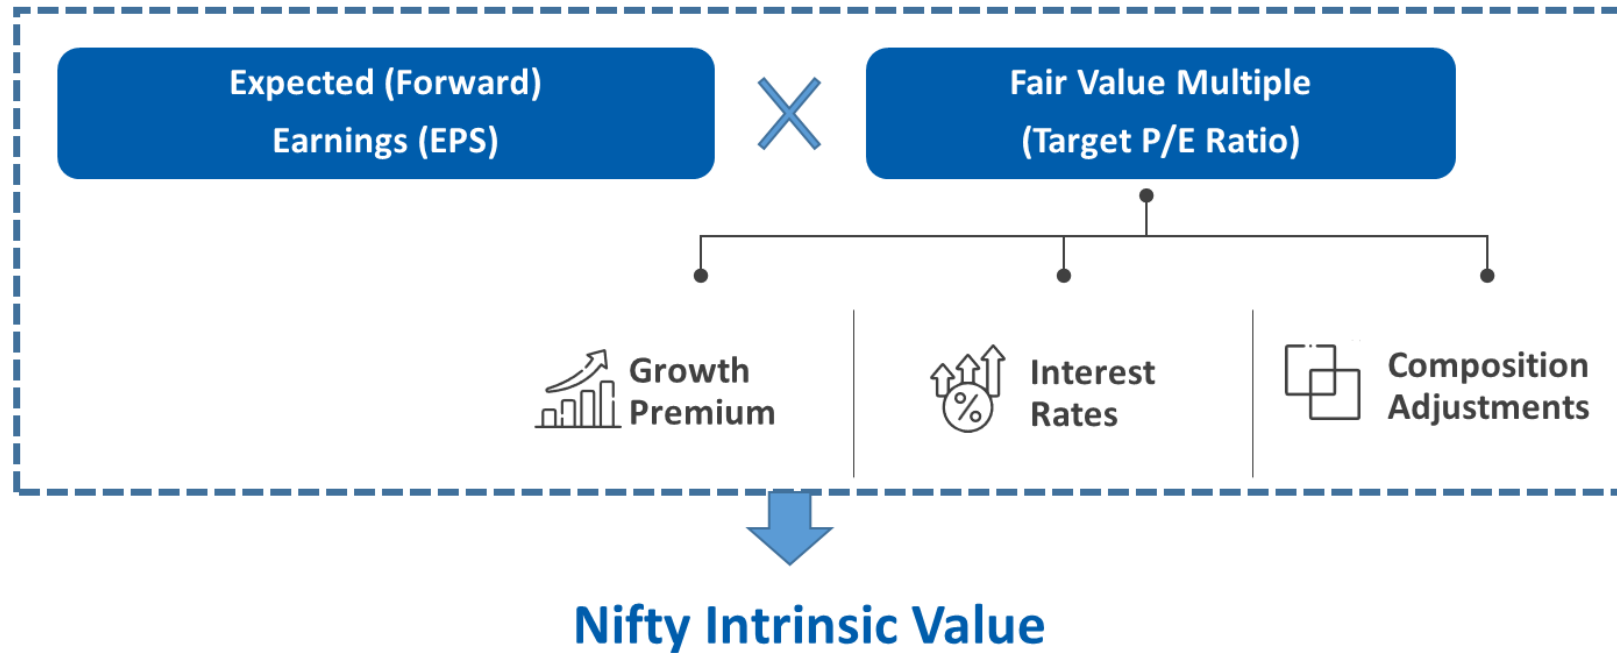 Expected (Forward)
Earnings (EPS)
Fair Value Multiple
(Target P/E Ratio)
Growth
Premium
%
Interest
Rates
Composition
Adjustments
Nifty Intrinsic Value